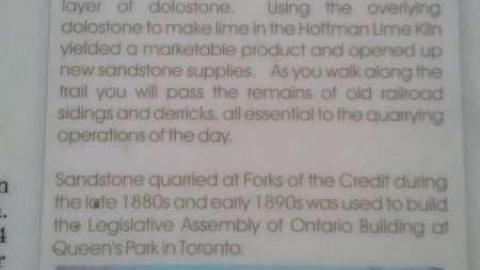 layer of dolostone. Using the overlying
dolostone to make lime in the Hoffman Lime Kiln
yielded a marketable product and opened up
new sandstone supplies. As you walk along the
trail you will pass the remains of old railroad
sidings and derricks, all essential to the quarrying
operations of the day.
Sandstone quarried at Forks of the Credit during
the late 1880s and early 1890s was used to build
the Legislative Assembly of Ontario Building at
Queen's Park in Toronto.
4